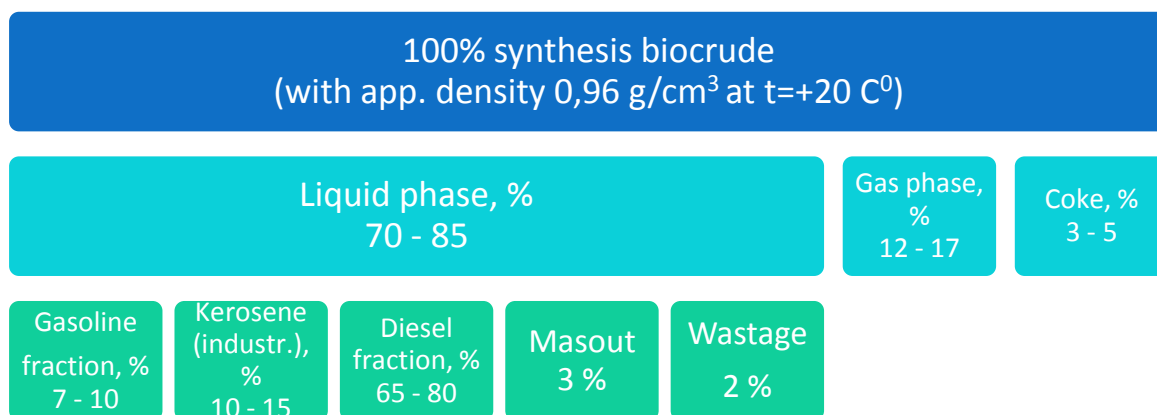 100% synthesis biocrude
(with app. density 0,96 g/cm³ at t=+20 C⁰)
Liquid phase, %
70 - 85
Gas phase,
%
12 - 17
Coke, %
3 - 5
Gasoline
fraction, %
7 - 10
Kerosene
(industr.),
%
10 - 15
Diesel
fraction, %
65 - 80
Masout
3 %
Wastage
2 %